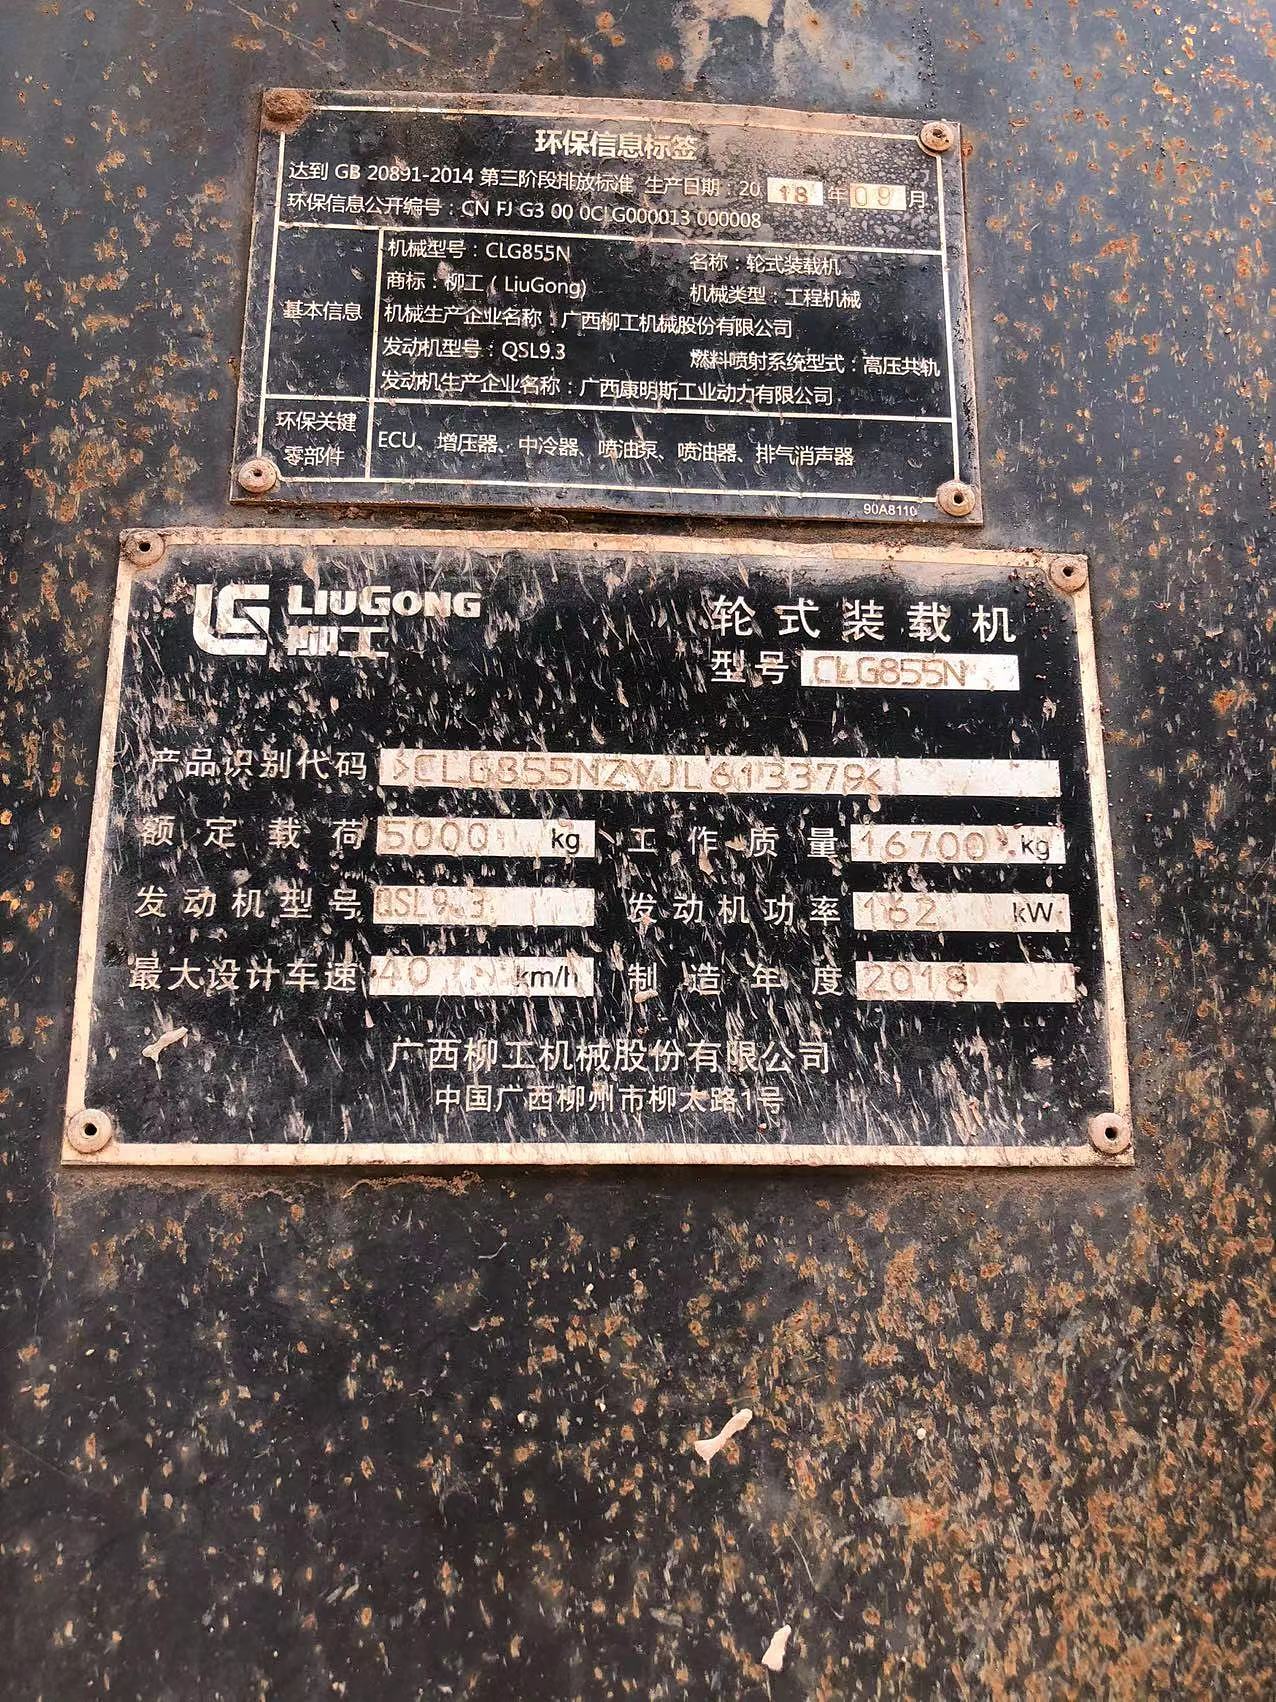 环保信息标签
达到 GB 20891-2014 第三阶段排放标准 生产日期：20 18 年 09 月
环保信息公开编号：CN FJ G3 00 0CLG000013 000008
基本信息
机械型号：CLG855N 名称：轮式装载机
商标：柳工（LiuGong） 机械类型：工程机械
机械生产企业名称：广西柳工机械股份有限公司
发动机型号：QSL9.3 燃料喷射系统型式：高压共轨
发动机生产企业名称：广西康明斯工业动力有限公司
环保关键
零部件
ECU、增压器、中冷器、喷油泵、喷油器、排气消声器
90A8110
LIUGONG
柳工
轮式装载机
型号 CLG855N
产品识别代码 >CLG855NZVJL613379<
额定载荷 5000 kg 工作质量 16700 kg
发动机型号 QSL9.3 发动机功率 162 kW
最大设计车速 40 km/h 制造年度 2018
广西柳工机械股份有限公司
中国广西柳州市柳太路1号